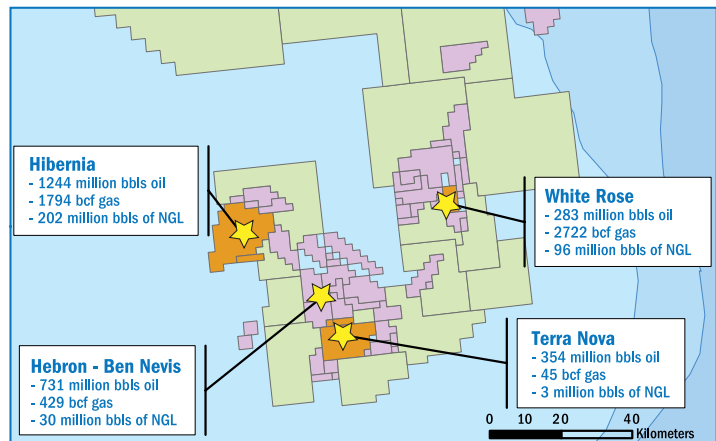 Hibernia
- 1244 million bbls oil
- 1794 bcf gas
- 202 million bbls of NGL
White Rose
- 283 million bbls oil
- 2722 bcf gas
- 96 million bbls of NGL
Hebron - Ben Nevis
- 731 million bbls oil
- 429 bcf gas
- 30 million bbls of NGL
Terra Nova
- 354 million bbls oil
- 45 bcf gas
- 3 million bbls of NGL
0 10 20 40
Kilometers